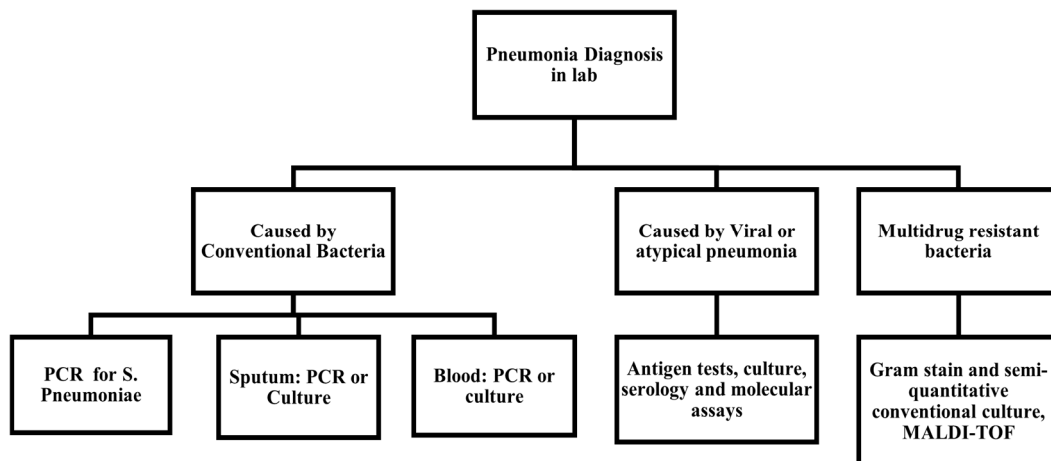 Pneumonia Diagnosis
in lab
Caused by
Conventional Bacteria
Caused by Viral or
atypical pneumonia
Multidrug resistant
bacteria
PCR for S.
Pneumoniae
Sputum: PCR or
Culture
Blood: PCR or
culture
Antigen tests, culture,
serology and molecular
assays
Gram stain and semi-
quantitative
conventional culture,
MALDI-TOF